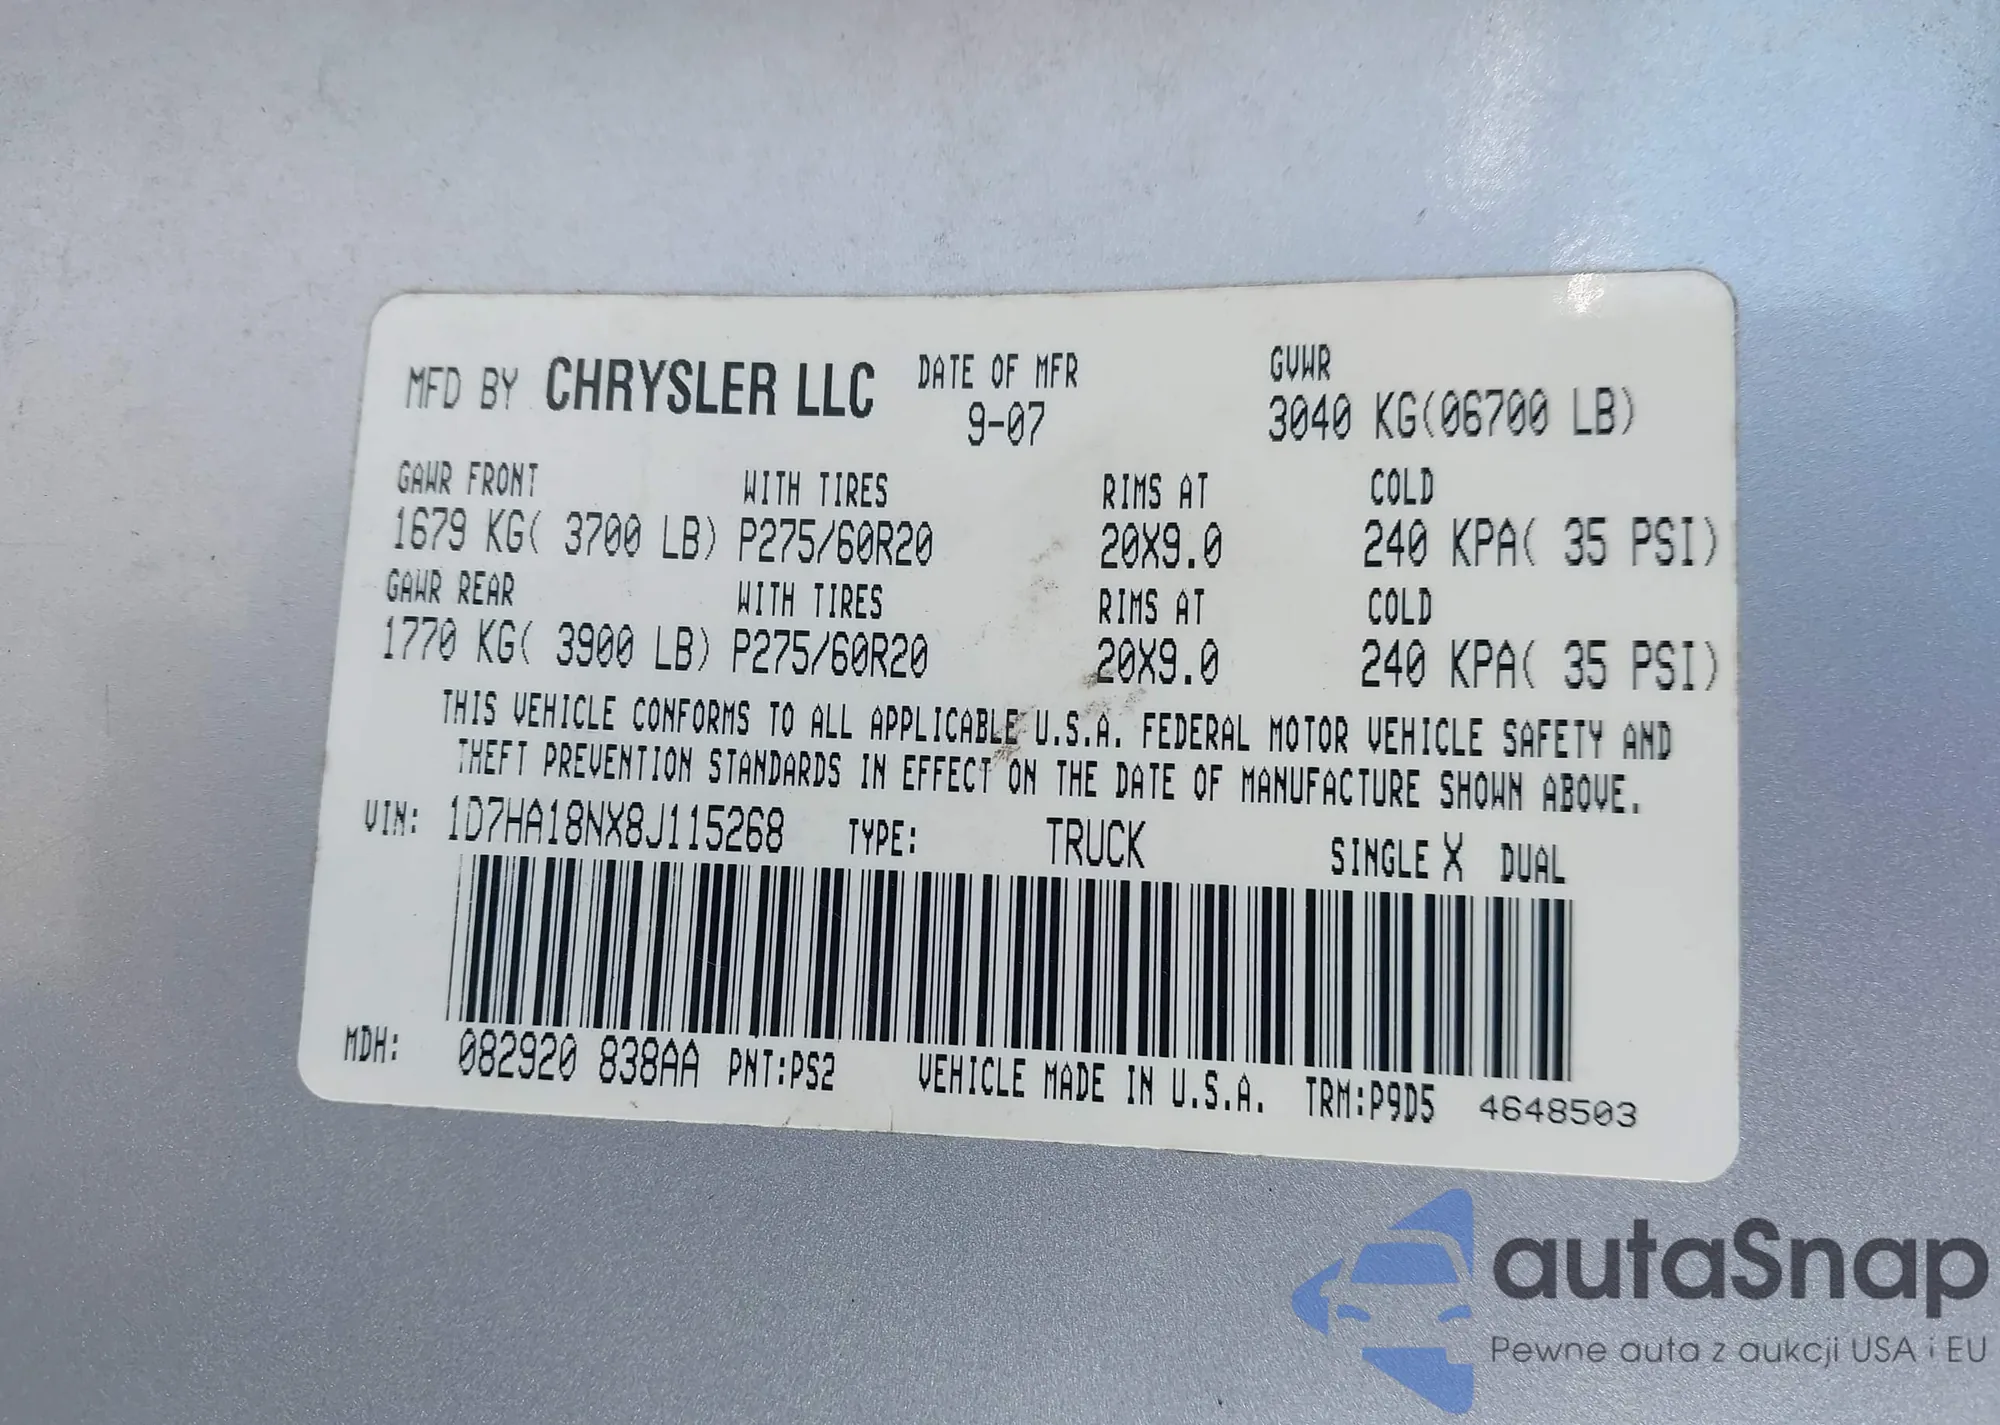 MFD BY CHRYSLER LLC DATE OF MFR GVWR
9-07 3040 KG(06700 LB)
GAWR FRONT WITH TIRES RIMS AT COLD
1679 KG( 3700 LB) P275/60R20 20X9.0 240 KPA( 35 PSI)
GAWR REAR WITH TIRES RIMS AT COLD
1770 KG( 3900 LB) P275/60R20 20X9.0 240 KPA( 35 PSI)
THIS VEHICLE CONFORMS TO ALL APPLICABLE U.S.A. FEDERAL MOTOR VEHICLE SAFETY AND
THEFT PREVENTION STANDARDS IN EFFECT ON THE DATE OF MANUFACTURE SHOWN ABOVE.
VIN: 1D7HA18NX8J115268 TYPE: TRUCK SINGLE X DUAL
MDH: 082920 838AA PNT:PS2 VEHICLE MADE IN U.S.A. TRM:P9D5 4648503
autaSnap
Pewne auta z aukcji USA i EU